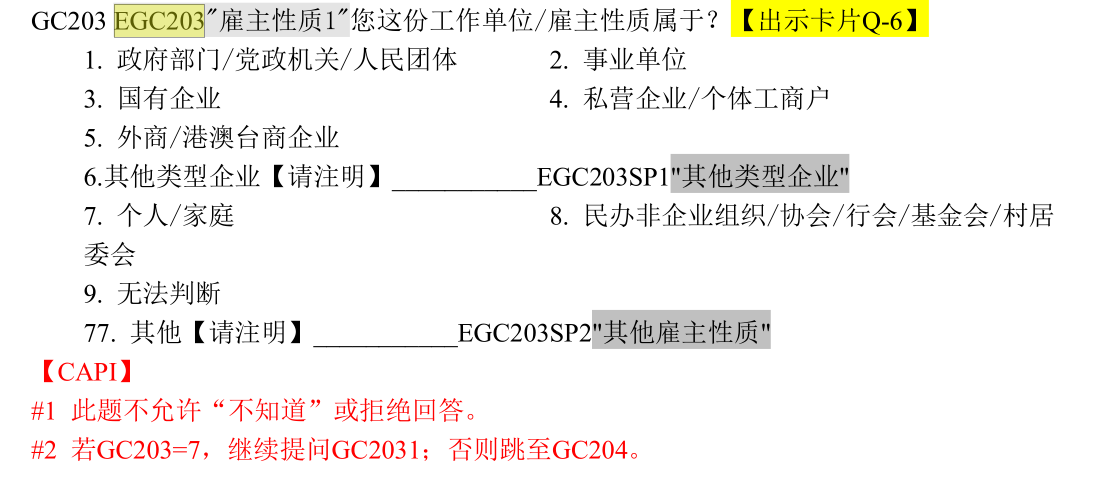 GC203 EGC203"雇主性质1"您这份工作单位/雇主性质属于？【出示卡片Q-6】
1. 政府部门/党政机关/人民团体 2. 事业单位
3. 国有企业 4. 私营企业/个体工商户
5. 外商/港澳台商企业
6.其他类型企业【请注明】___________EGC203SP1"其他类型企业"
7. 个人/家庭 8. 民办非企业组织/协会/行会/基金会/村居
委会
9. 无法判断
77. 其他【请注明】___________EGC203SP2"其他雇主性质"
【CAPI】
#1 此题不允许“不知道”或拒绝回答。
#2 若GC203=7，继续提问GC2031；否则跳至GC204。